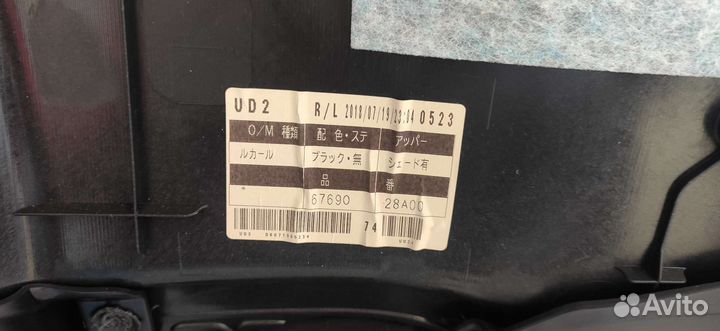 UD2 R/L 2018/07/19/23:04 0523
O/M 種類 配色・ステ アッパー
ルカール ブラック・無 シェード有
品 番
67690 -28A00
74
Avito